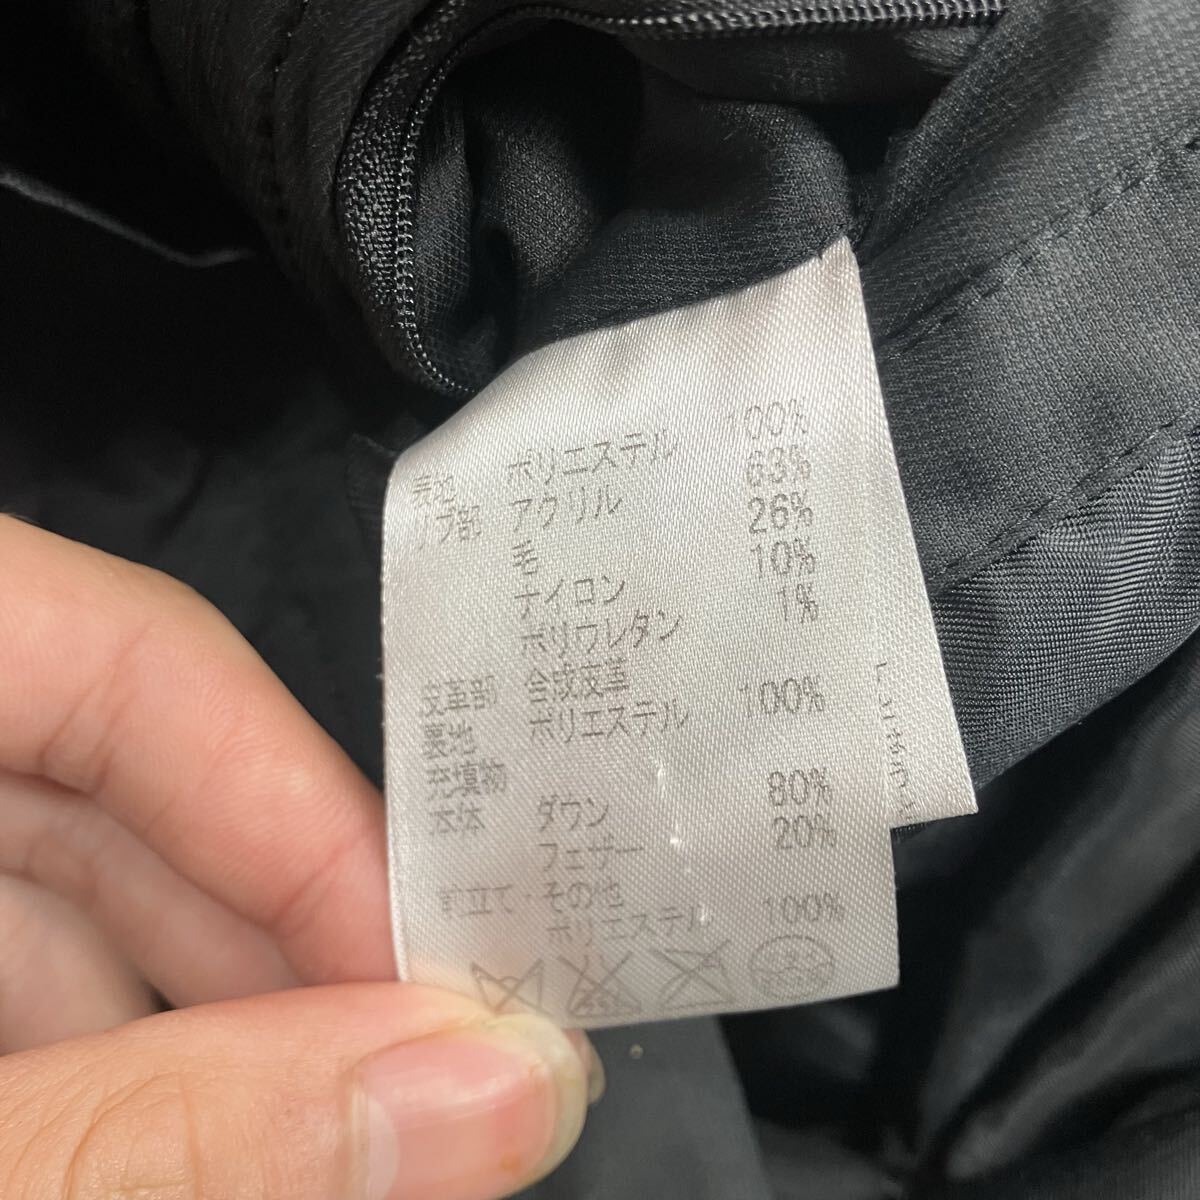 表地 ポリエステル 100%
リブ部 アクリル 63%
毛 26%
ナイロン 10%
ポリウレタン 1%
皮革部 合成皮革
裏地 ポリエステル 100%
充填物
本体 ダウン 80%
フェザー 20%
前立て・その他
ポリエステル 100%